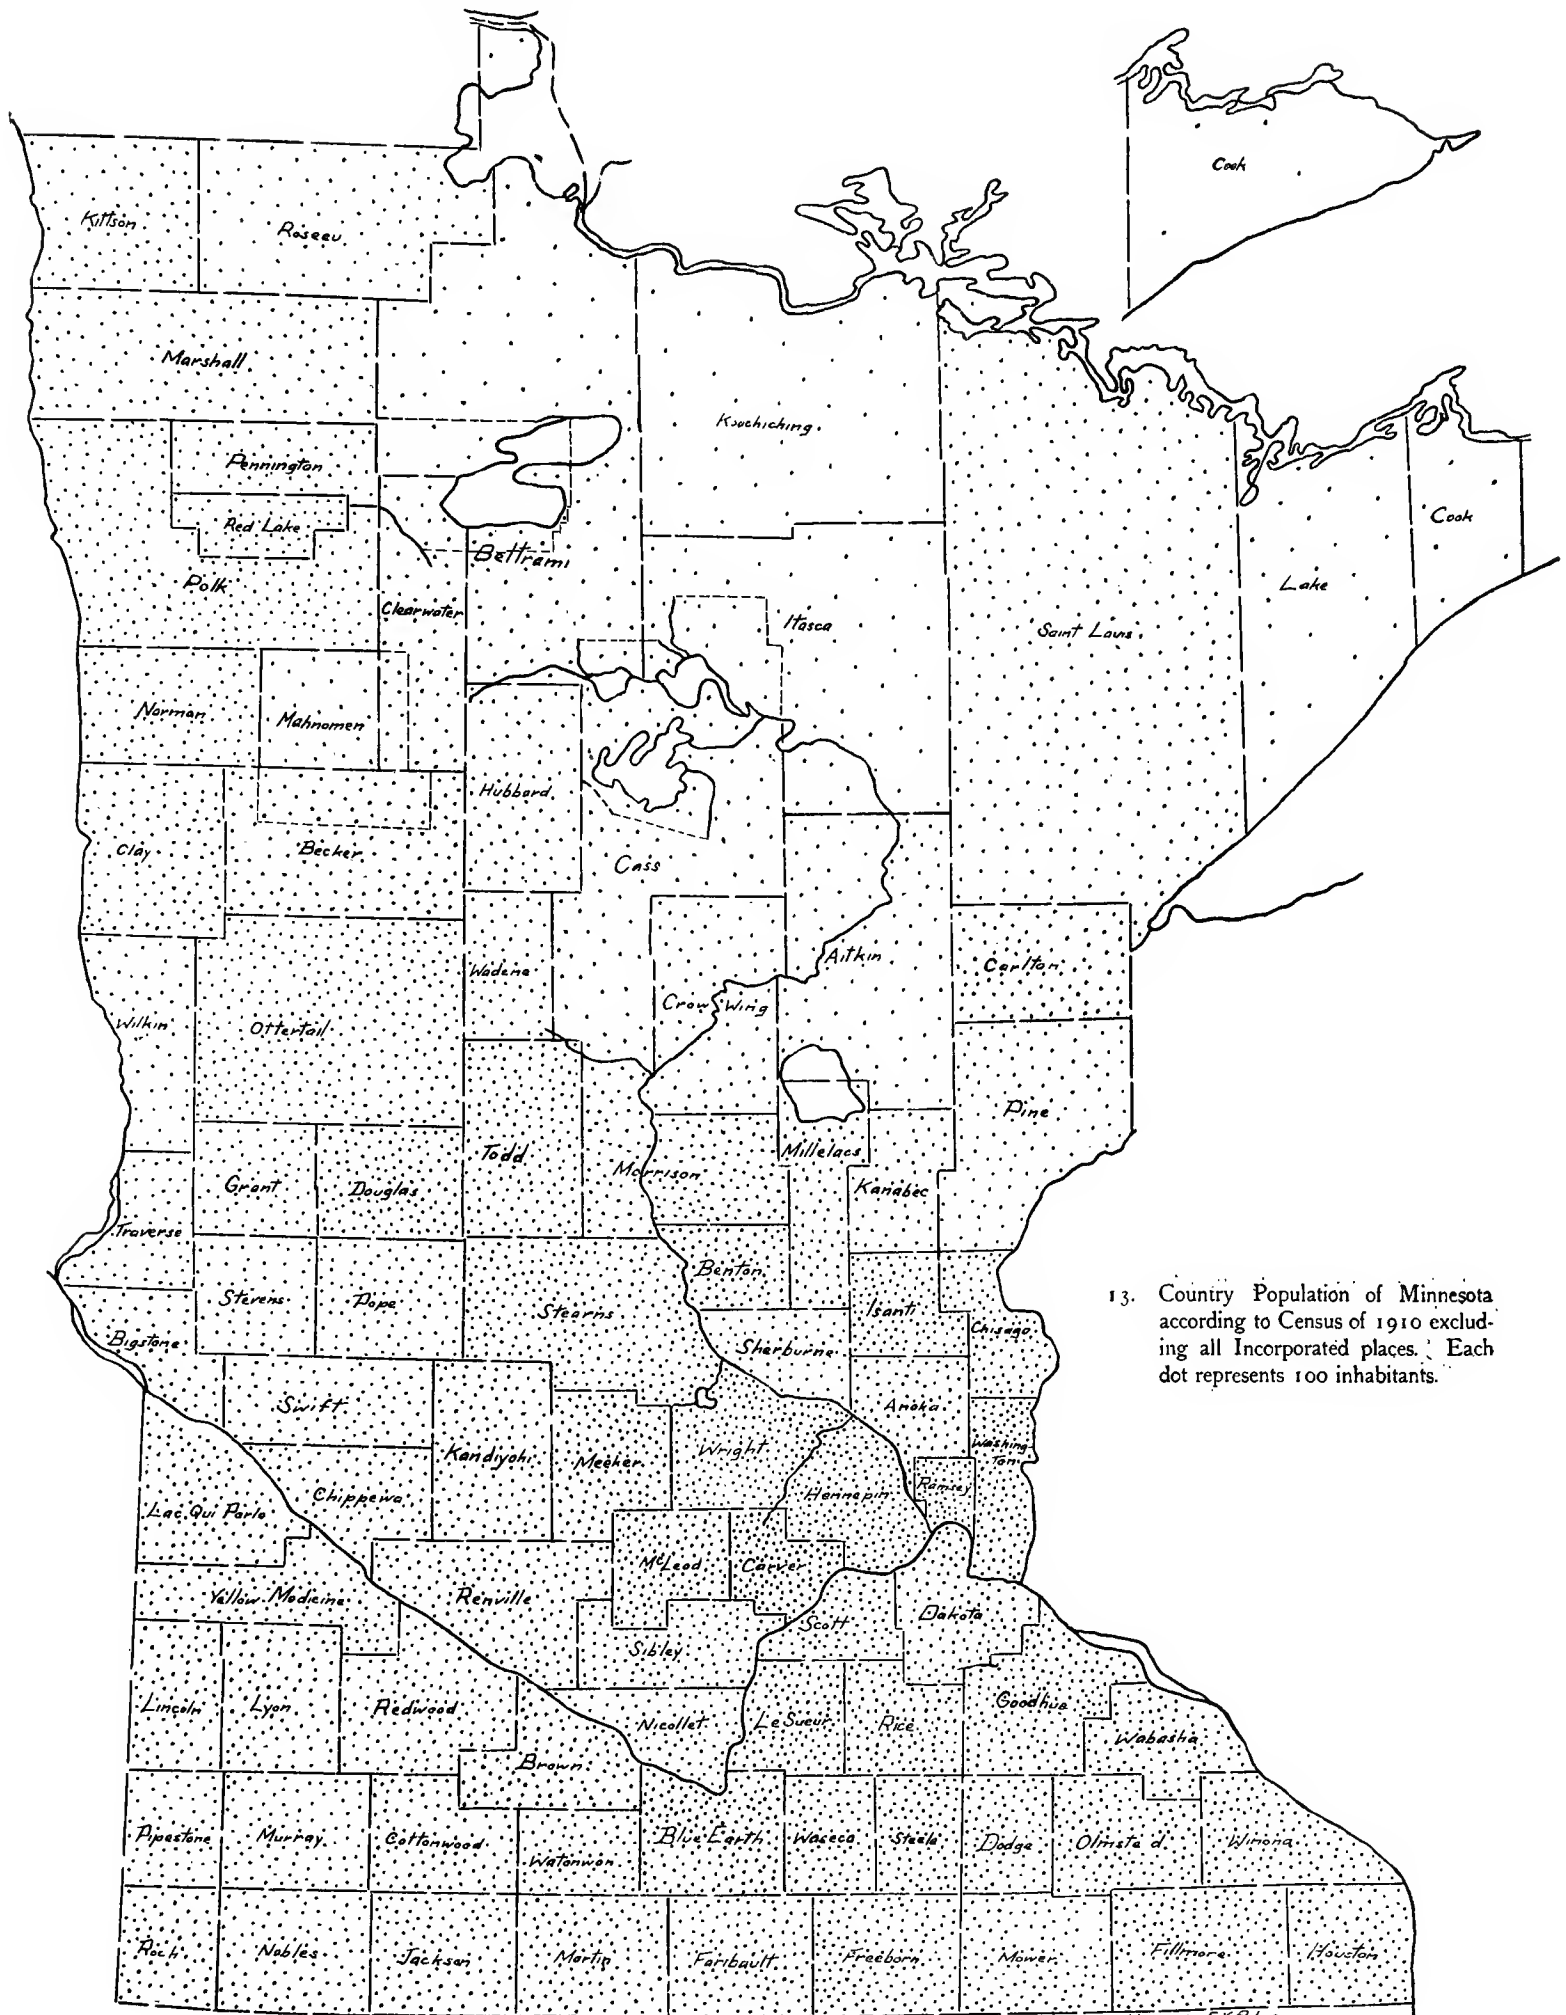 Cook
Kittson
Roseau
Marshall
Koochiching
Pennington
Red Lake
Cook
Beltrami
Polk
Lake
Clearwater
Itasca
Saint Louis
Norman
Mahnomen
Hubbard
Clay
Becker
Cass
Wadena
Aitkin
Carlton
Crow Wing
Wilkin
Ottertail
Pine
Todd
Millelacs
Morrison
Grant
Douglas
Kanabec
Traverse
Benton
Stevens
Pope
Stearns
Isanti
13. Country Population of Minnesota
according to Census of 1910 exclud-
ing all Incorporated places. Each
dot represents 100 inhabitants.
Chisago
Bigstone
Sherburne
Swift
Anoka
Wright
Washing-
ton
Kandiyohi
Meeker
Ramsey
Hennepin
Chippewa
Lac Qui Parle
McLeod
Carver
Yellow Medicine
Renville
Scott
Dakota
Sibley
Lincoln
Lyon
Redwood
Goodhue
Nicollet
LeSueur
Rice
Wabasha
Brown
Pipestone
Murray
Cottonwood
Blue Earth
Waseca
Steele
Dodge
Olmsted
Winona
Watonwon
Rock
Nobles
Jackson
Martin
Faribault
Freeborn
Mower
Fillmore
Houston